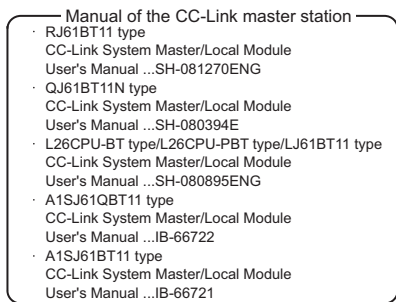 Manual of the CC-Link master station
· RJ61BT11 type
CC-Link System Master/Local Module
User's Manual ...SH-081270ENG
· QJ61BT11N type
CC-Link System Master/Local Module
User's Manual ...SH-080394E
· L26CPU-BT type/L26CPU-PBT type/LJ61BT11 type
CC-Link System Master/Local Module
User's Manual ...SH-080895ENG
· A1SJ61QBT11 type
CC-Link System Master/Local Module
User's Manual ...IB-66722
· A1SJ61BT11 type
CC-Link System Master/Local Module
User's Manual ...IB-66721